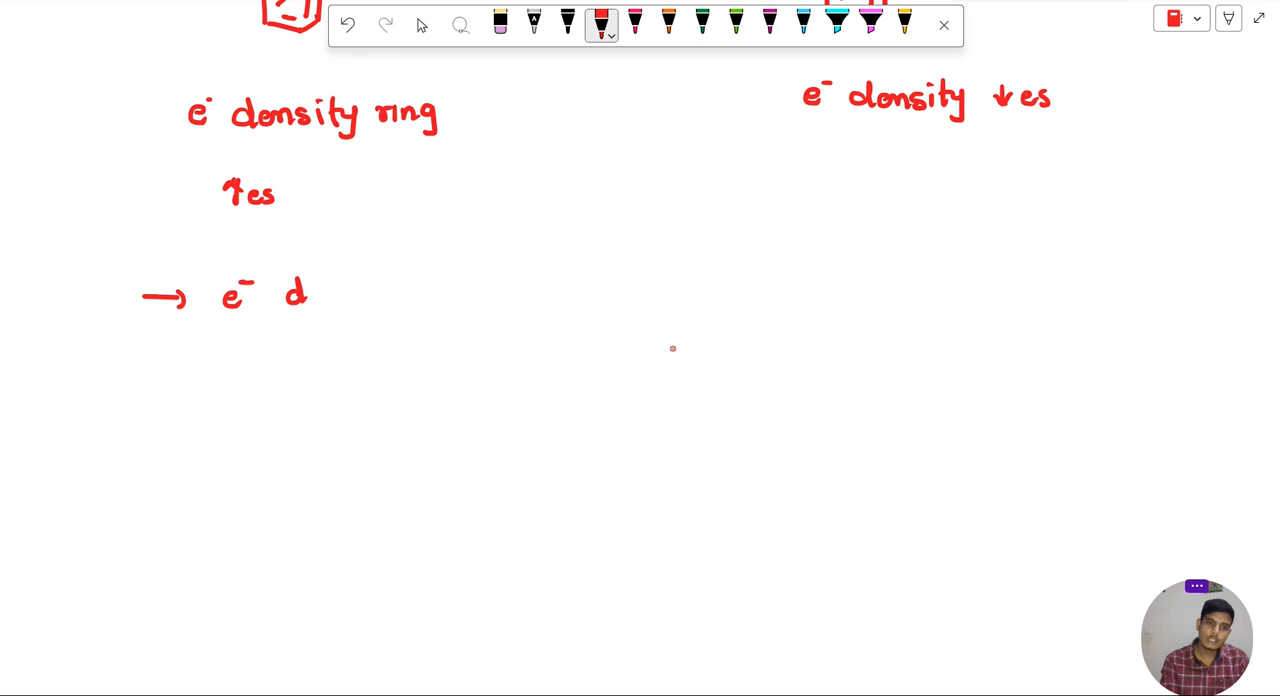 e⁻ density ring
↑es
→ e⁻ d
e⁻ density ↓es